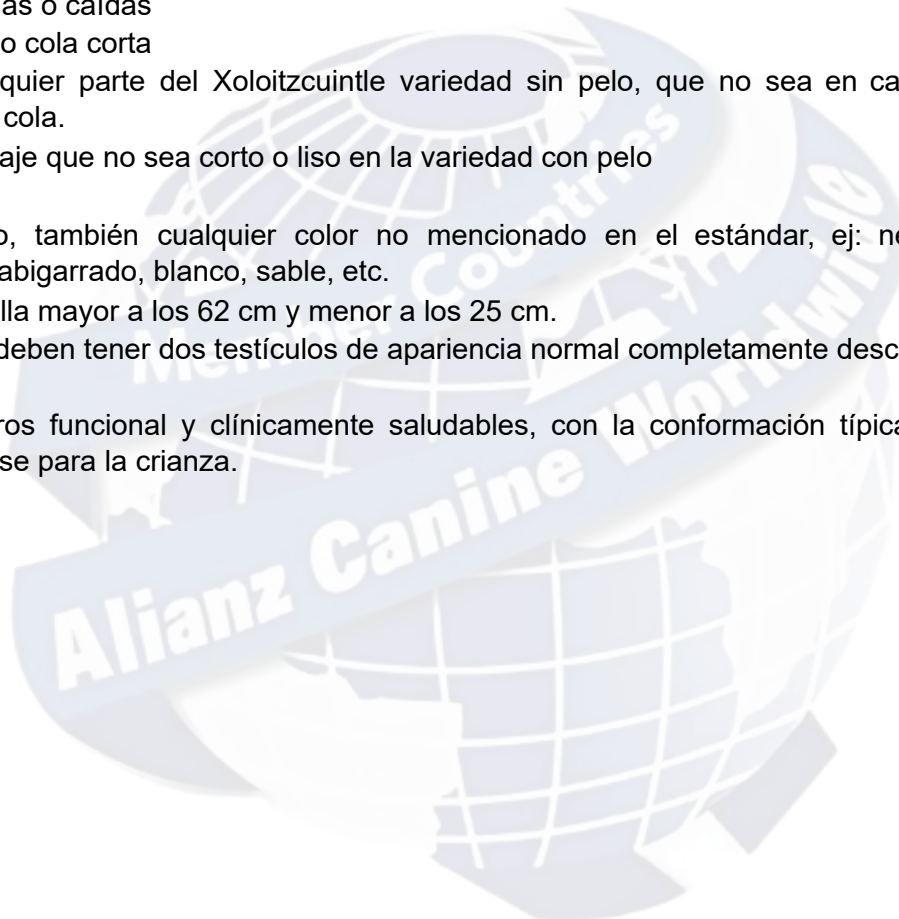 as o caídas
o cola corta
quier parte del Xoloitzcuintle variedad sin pelo, que no sea en ca
cola.
aje que no sea corto o liso en la variedad con pelo
o, también cualquier color no mencionado en el estándar, ej: ne
abigarrado, blanco, sable, etc.
lla mayor a los 62 cm y menor a los 25 cm.
deben tener dos testículos de apariencia normal completamente desc
ros funcional y clínicamente saludables, con la conformación típica
se para la crianza.
Member Countries
Alianz Canine Worldwide